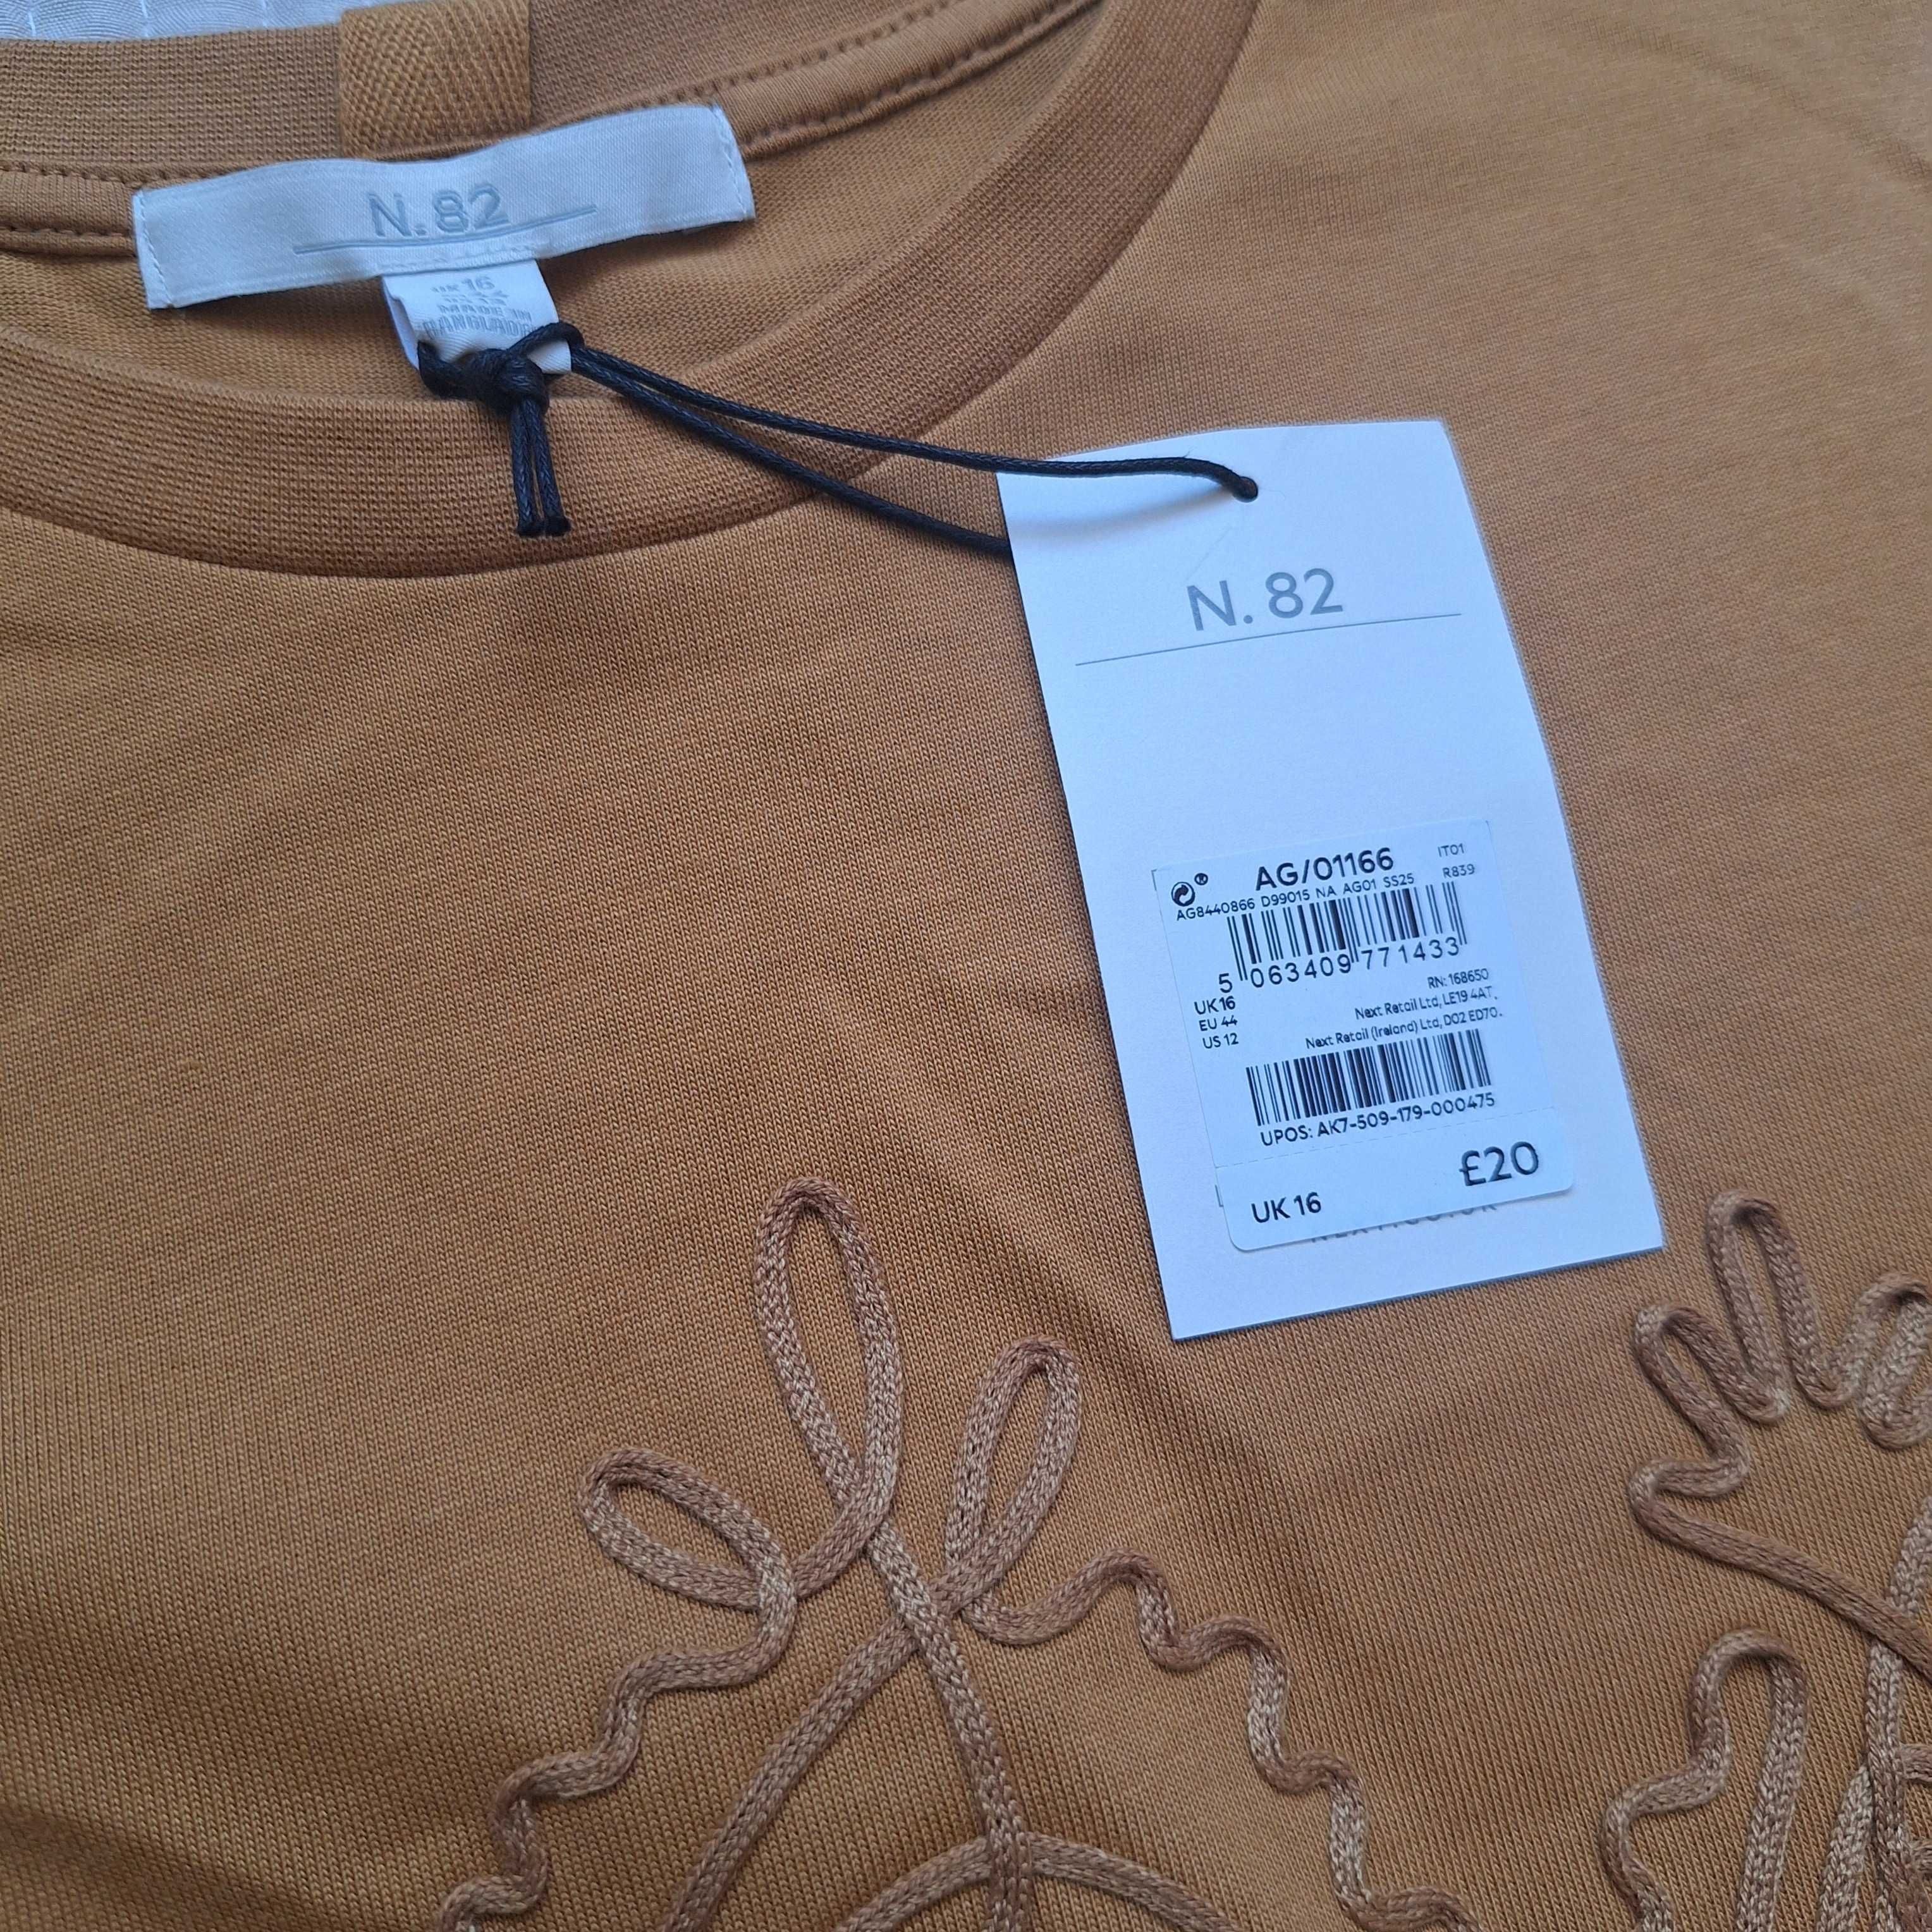 N. 82
UK 16
MADE IN
N. 82
AG/01166
IT01
R839
AG8440866 D99015 NA AG01 SS25
5 063409 771433
UK 16
EU 44
US 12
RN: 168650
Next Retail Ltd, LE19 4AT.
Next Retail (Ireland) Ltd, D02 ED70.
UPOS: AK7-509-179-000475
£20
UK 16